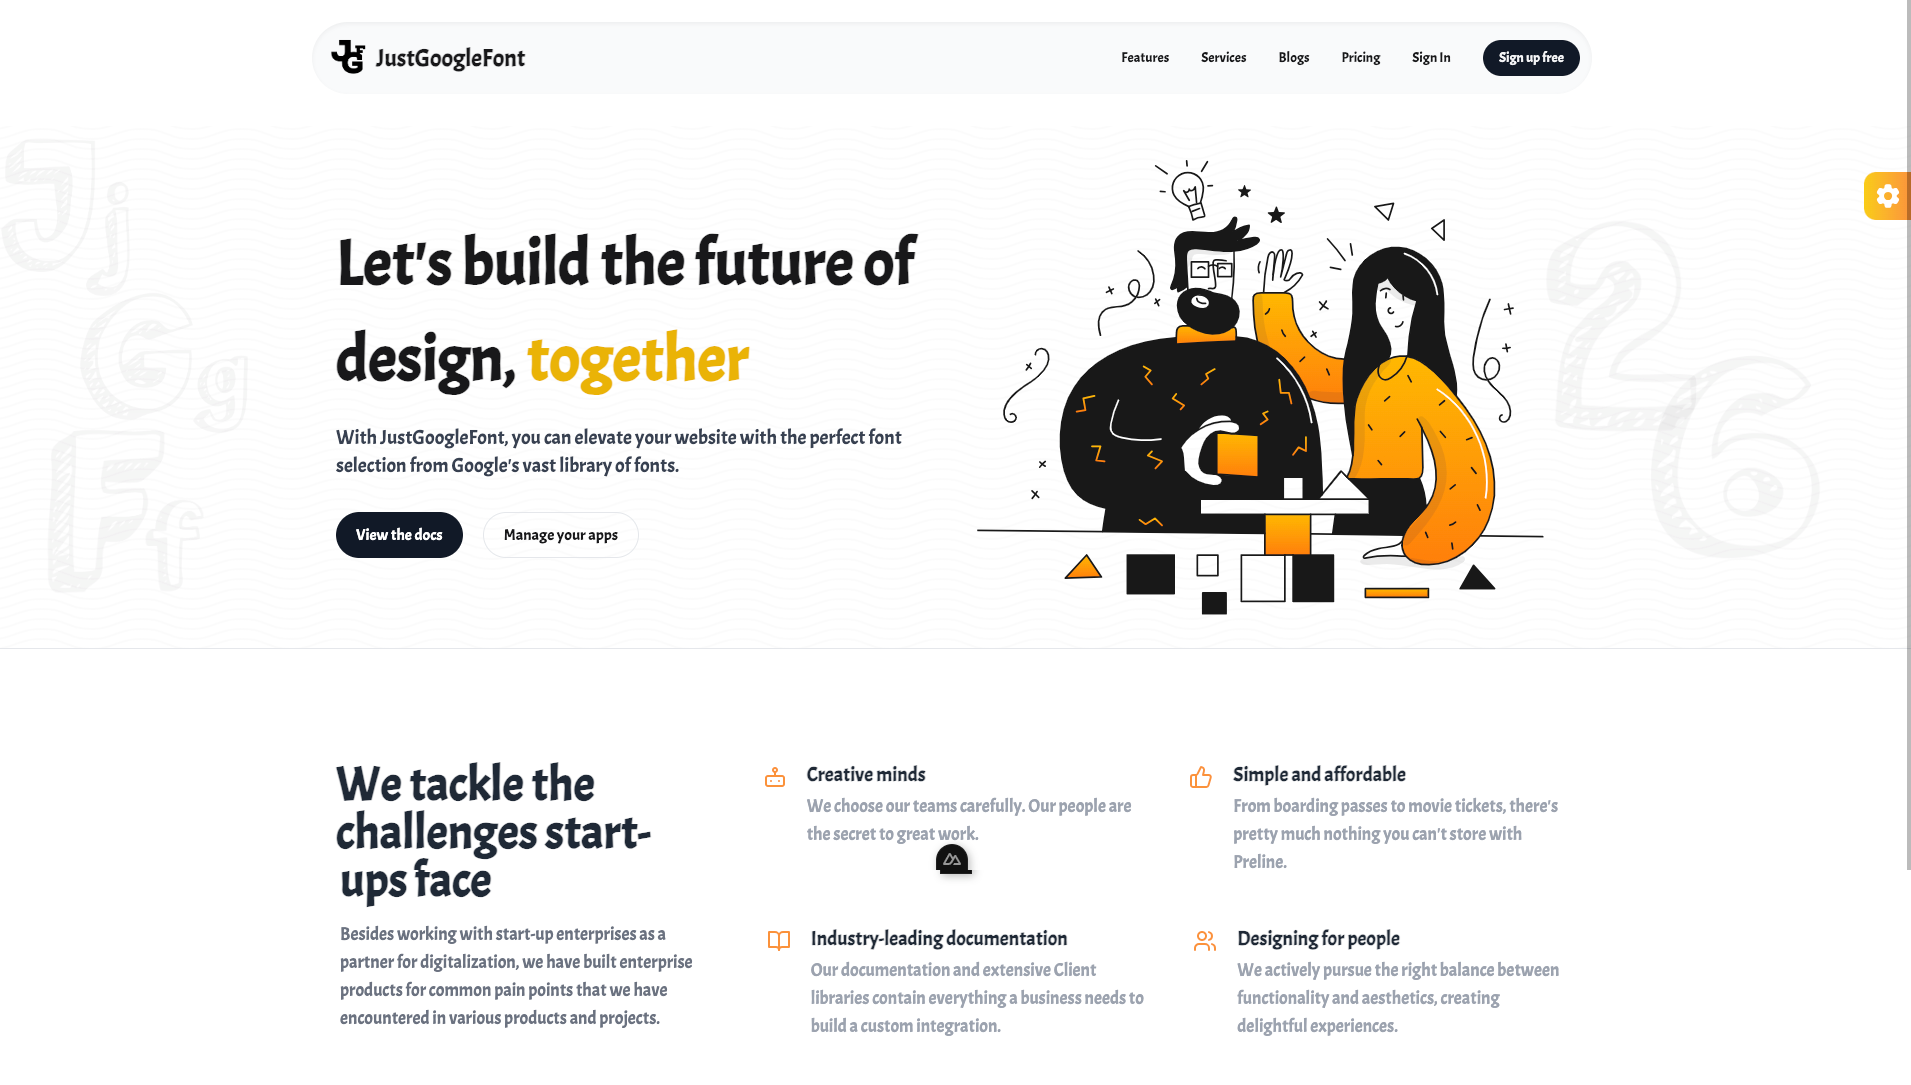 JG F JustGoogleFont
Features Services Blogs Pricing Sign In Sign up free
Jj
Gg
Ff
26
Let's build the future of
design, together
With JustGoogleFont, you can elevate your website with the perfect font
selection from Google's vast library of fonts.
View the docs Manage your apps
We tackle the
challenges start-
ups face
Besides working with start-up enterprises as a
partner for digitalization, we have built enterprise
products for common pain points that we have
encountered in various products and projects.
Creative minds
We choose our teams carefully. Our people are
the secret to great work.
Simple and affordable
From boarding passes to movie tickets, there's
pretty much nothing you can't store with
Preline.
Industry-leading documentation
Our documentation and extensive Client
libraries contain everything a business needs to
build a custom integration.
Designing for people
We actively pursue the right balance between
functionality and aesthetics, creating
delightful experiences.